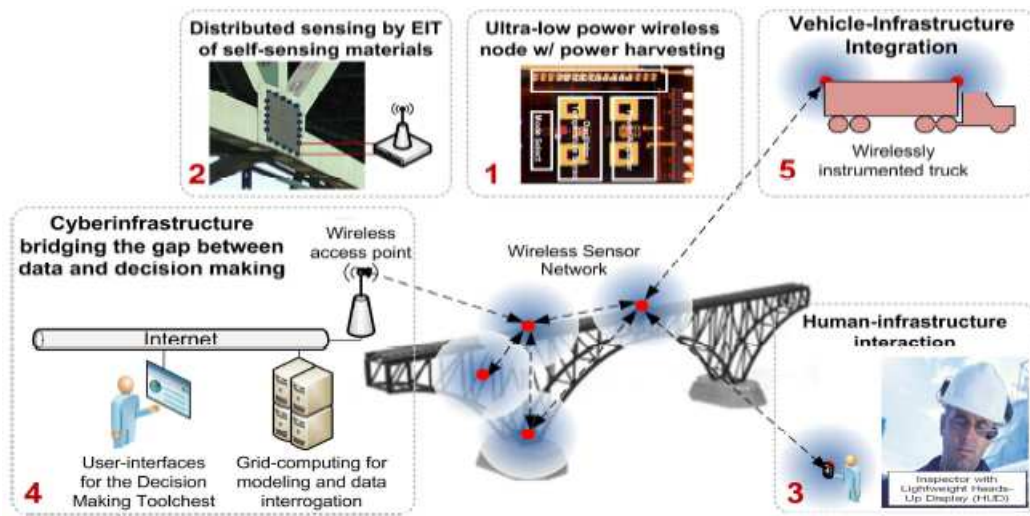 Distributed sensing by EIT
of self-sensing materials
2
Ultra-low power wireless
node w/ power harvesting
Mode Select
1
Vehicle-Infrastructure
Integration
5
Wirelessly
instrumented truck
Cyberinfrastructure
bridging the gap between
data and decision making
Wireless
access point
Internet
User-interfaces
for the Decision
Making Toolchest
Grid-computing for
modeling and data
interrogation
4
Wireless Sensor
Network
Human-infrastructure
interaction
3
Inspector with
Lightweight Heads-
Up Display (HUD)